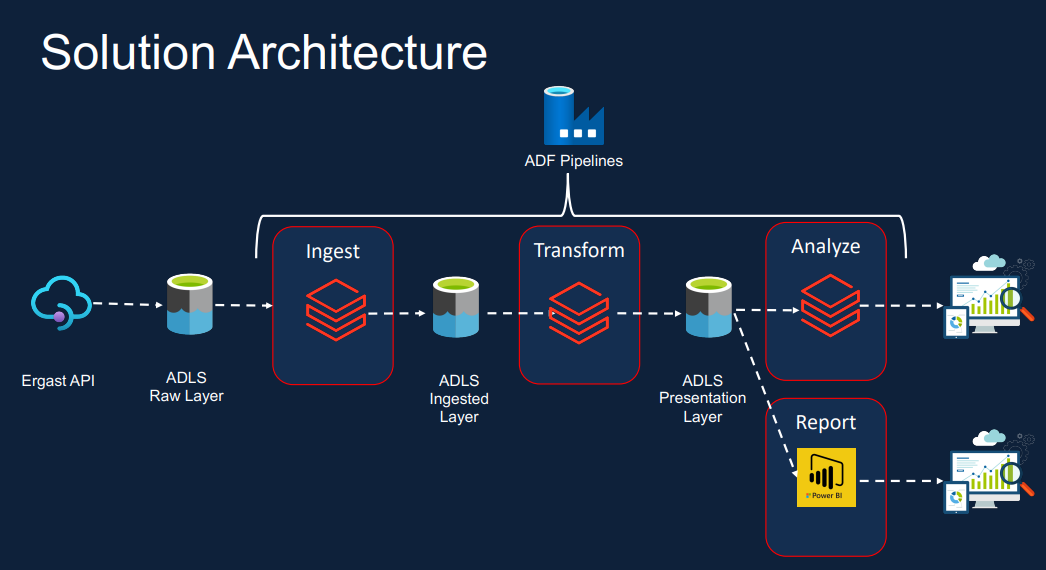 Solution Architecture
ADF Pipelines
Ingest
Transform
Analyze
Ergast API
ADLS
Raw Layer
ADLS
Ingested
Layer
ADLS
Presentation
Layer
Report
Power BI